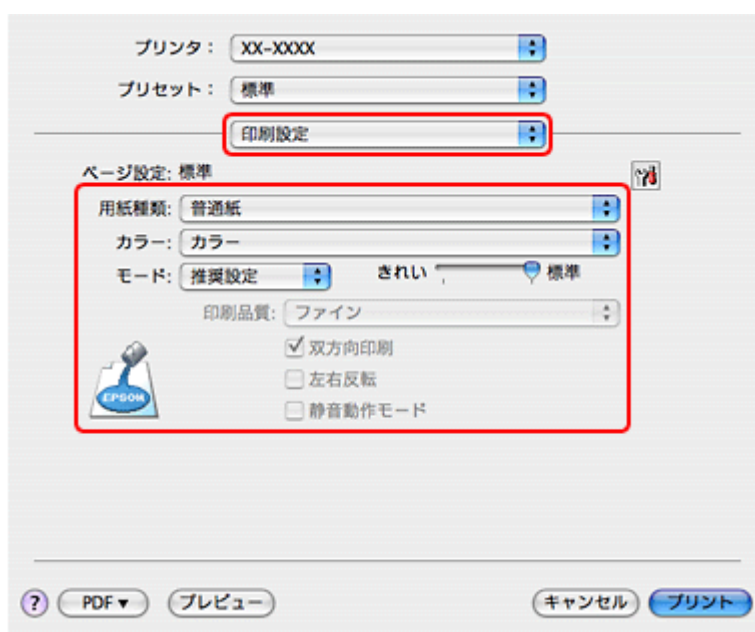 プリンタ： XX-XXXX
プリセット： 標準
印刷設定
ページ設定: 標準
用紙種類: 普通紙
カラー: カラー
モード: 推奨設定 きれい 標準
印刷品質: ファイン
双方向印刷
左右反転
静音動作モード
EPSON
? PDF▼ プレビュー キャンセル プリント